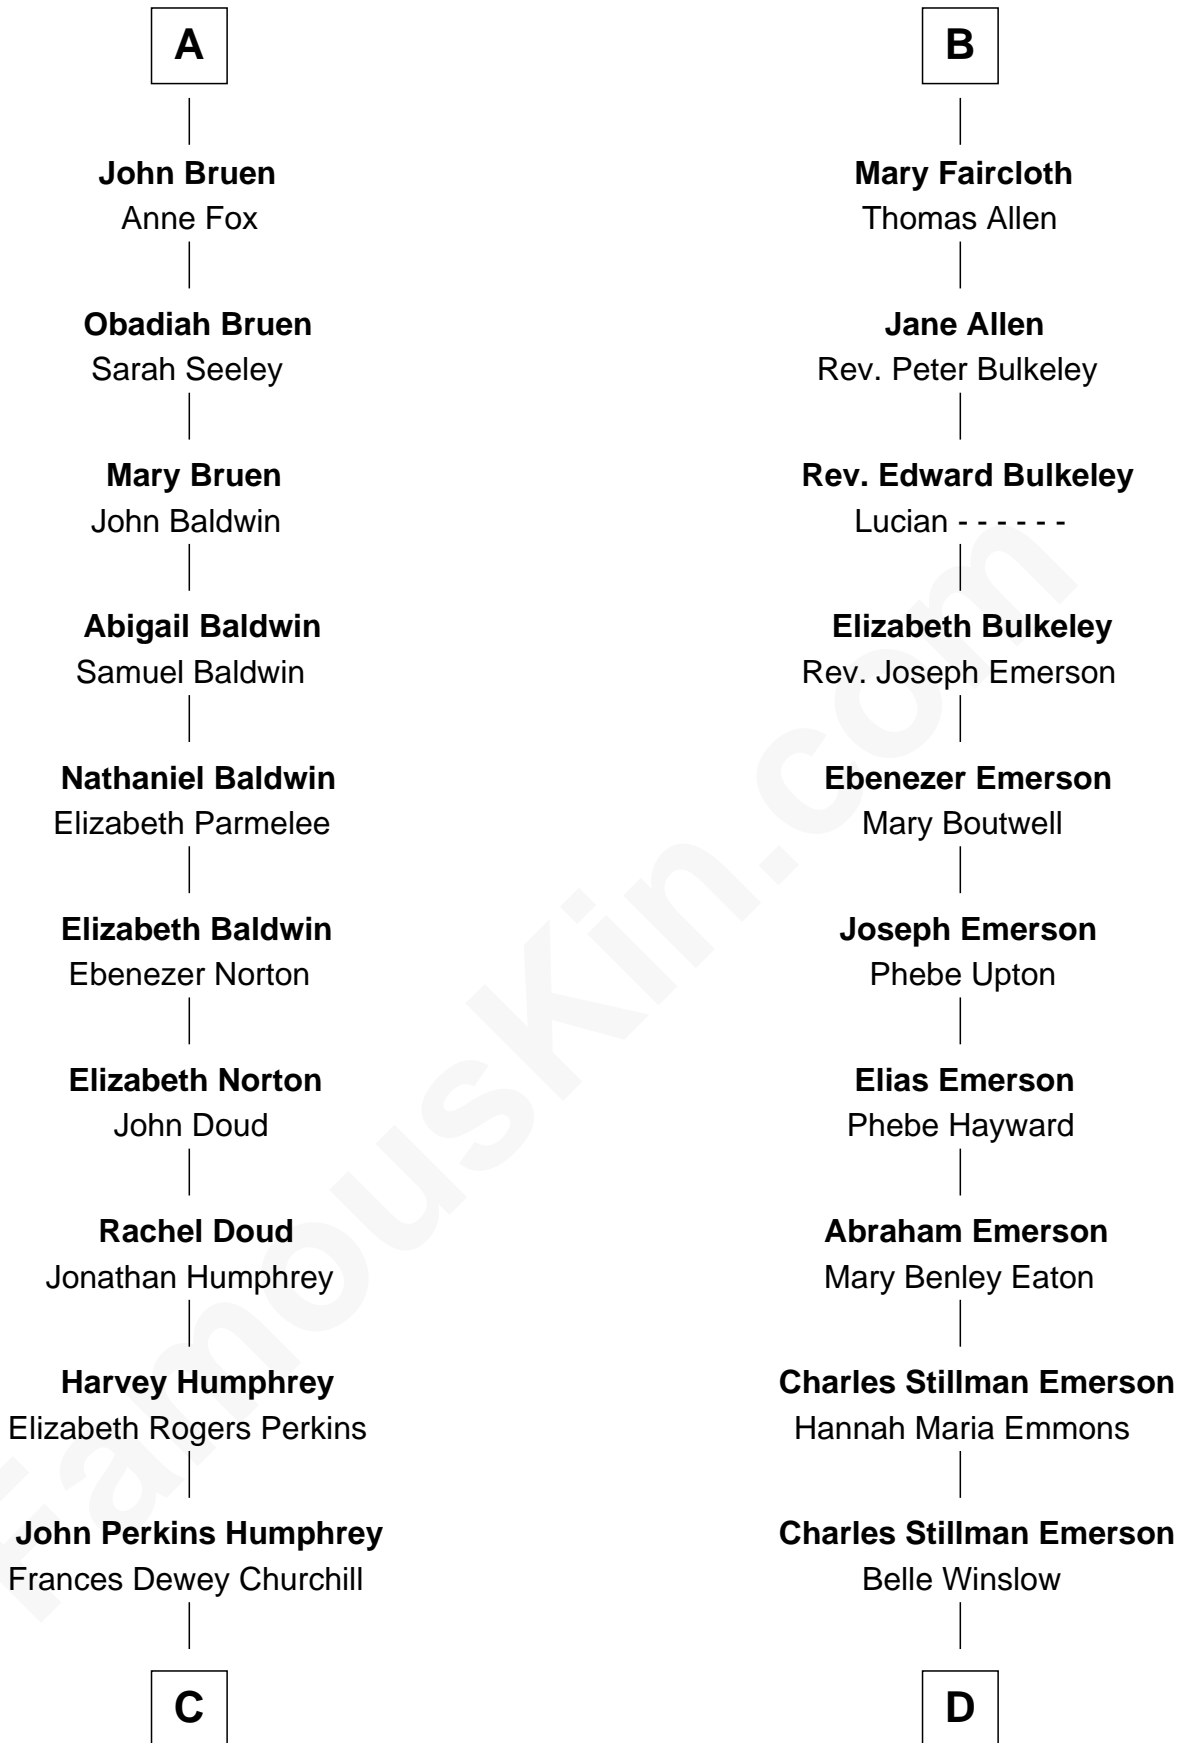 A
John Bruen
Anne Fox
Obadiah Bruen
Sarah Seeley
Mary Bruen
John Baldwin
Abigail Baldwin
Samuel Baldwin
Nathaniel Baldwin
Elizabeth Parmelee
Elizabeth Baldwin
Ebenezer Norton
Elizabeth Norton
John Doud
Rachel Doud
Jonathan Humphrey
Harvey Humphrey
Elizabeth Rogers Perkins
John Perkins Humphrey
Frances Dewey Churchill
C
B
Mary Faircloth
Thomas Allen
Jane Allen
Rev. Peter Bulkeley
Rev. Edward Bulkeley
Lucian - - - - - -
Elizabeth Bulkeley
Rev. Joseph Emerson
Ebenezer Emerson
Mary Boutwell
Joseph Emerson
Phebe Upton
Elias Emerson
Phebe Hayward
Abraham Emerson
Mary Benley Eaton
Charles Stillman Emerson
Hannah Maria Emmons
Charles Stillman Emerson
Belle Winslow
D
FamousKin.com